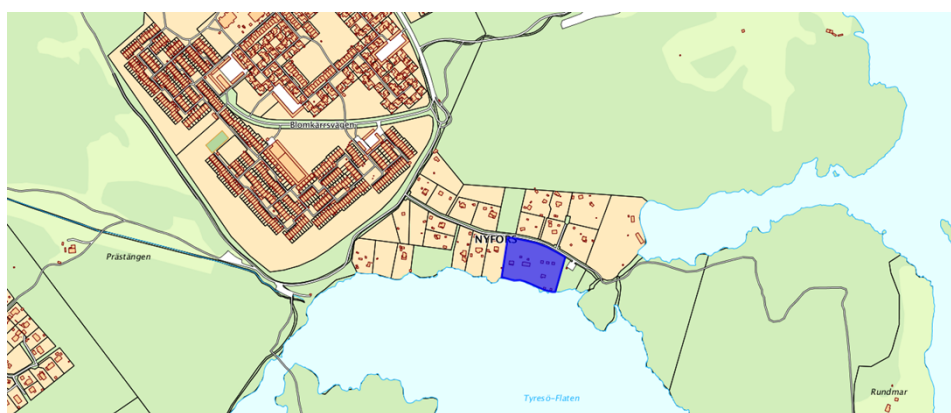 Blomkärrsvägen
NYFORS
Prästängen
Rundmar
Tyresö-Flaten